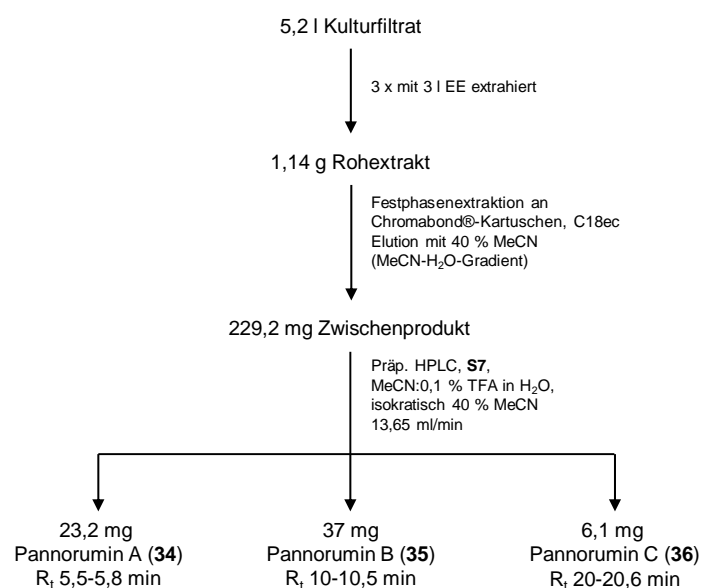 5,2 l Kulturfiltrat
3 x mit 3 l EE extrahiert
1,14 g Rohextrakt
Festphasenextraktion an
Chromabond®-Kartuschen, C18ec
Elution mit 40 % MeCN
(MeCN-H₂O-Gradient)
229,2 mg Zwischenprodukt
Präp. HPLC, S7,
MeCN:0,1 % TFA in H₂O,
isokratisch 40 % MeCN
13,65 ml/min
23,2 mg
Pannorumin A (34)
Rₜ 5,5-5,8 min
37 mg
Pannorumin B (35)
Rₜ 10-10,5 min
6,1 mg
Pannorumin C (36)
Rₜ 20-20,6 min